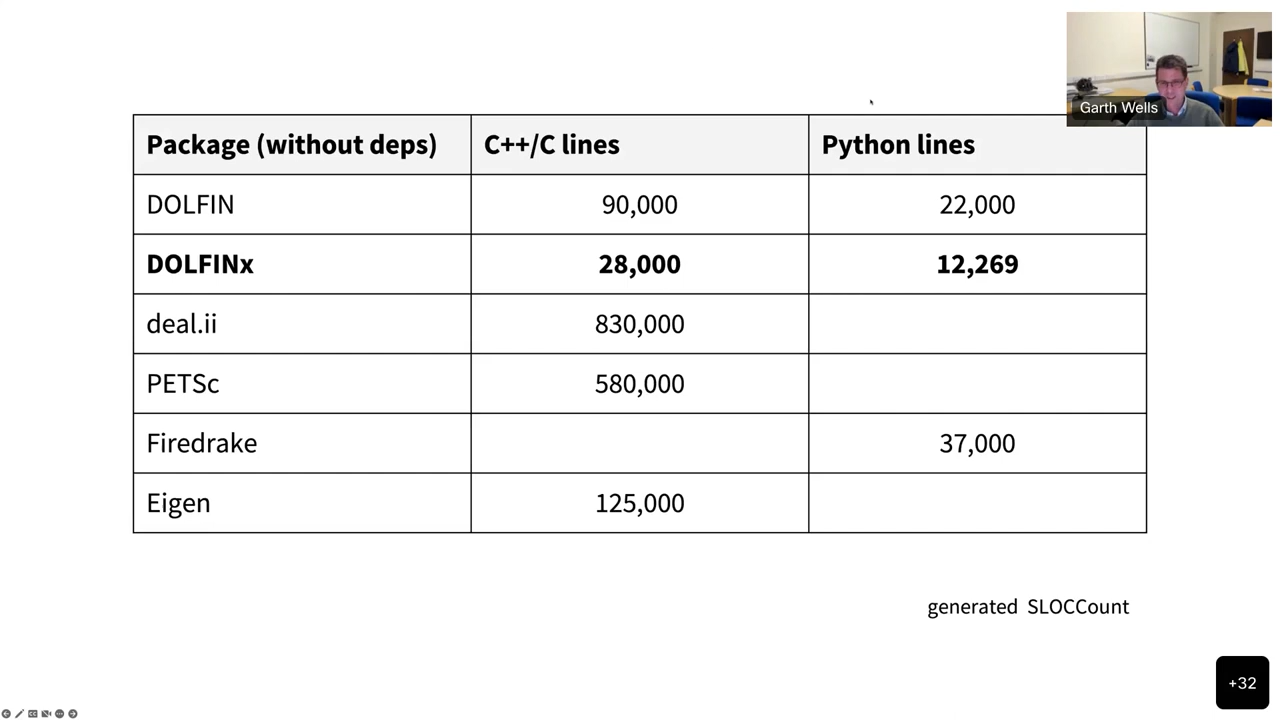 Garth Wells
Package (without deps) C++/C lines Python lines
DOLFIN 90,000 22,000
DOLFINx 28,000 12,269
deal.ii 830,000
PETSc 580,000
Firedrake 37,000
Eigen 125,000
generated SLOCCount
+32